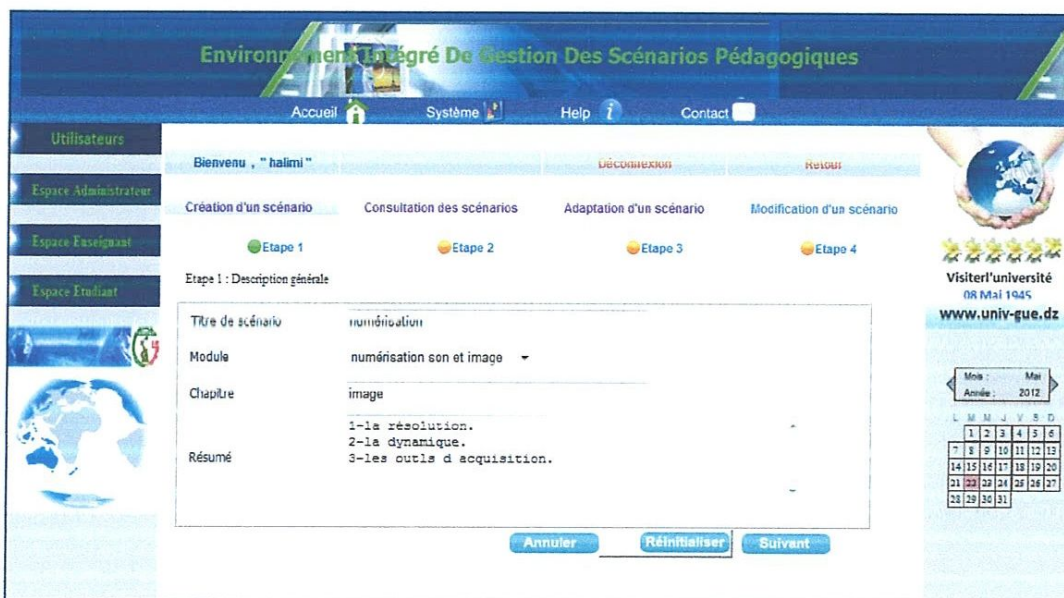 Environnement Intégré De Gestion Des Scénarios Pédagogiques
Accueil Système Help Contact
Utilisateurs
Espace Administrateur
Espace Enseignant
Espace Etudiant
Bienvenu , " halimi " Déconnexion Retour
Création d'un scénario Consultation des scénarios Adaptation d'un scénario Modification d'un scénario
Etape 1 Etape 2 Etape 3 Etape 4
Etape 1 : Description générale
Titre de scénario numérisation
Module numérisation son et image
Chapitre image
Résumé
1-la résolution.
2-la dynamique.
3-les outls d acquisition.
Annuler Réinitialiser Suivant
Visiterl'université
08 Mai 1945
www.univ-gue.dz
Mois : Mai
Année : 2012
L M M J V S D
1 2 3 4 5 6
7 8 9 10 11 12 13
14 15 16 17 18 19 20
21 22 23 24 25 26 27
28 29 30 31